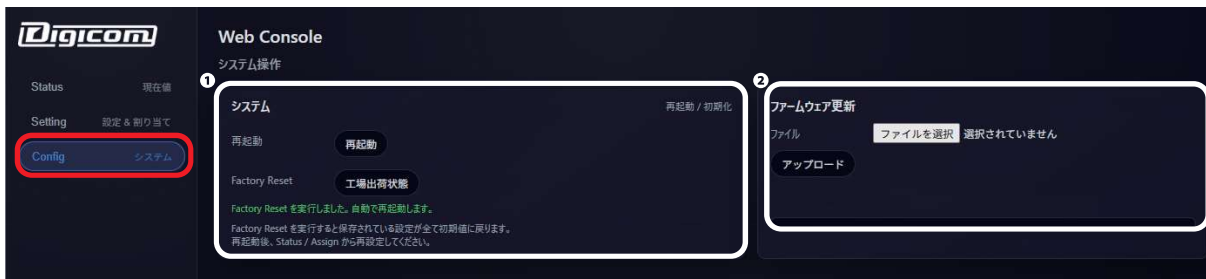 Digicom
Status 現在値
Setting 設定 & 割り当て
Config システム
Web Console
システム操作
❶
システム 再起動 / 初期化
再起動 再起動
Factory Reset 工場出荷状態
Factory Reset を実行しました。自動で再起動します。
Factory Reset を実行すると保存されている設定が全て初期値に戻ります。
再起動後、Status / Assign から再設定してください。
❷
ファームウェア更新
ファイル ファイルを選択 選択されていません
アップロード